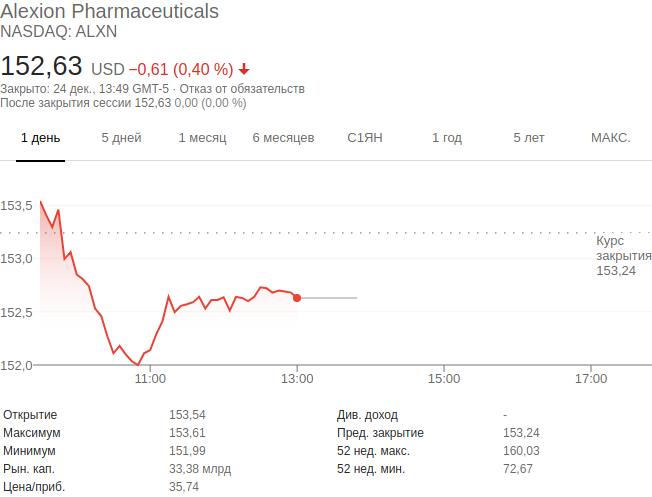 Alexion Pharmaceuticals
NASDAQ: ALXN
152,63 USD −0,61 (0,40 %)
Закрыто: 24 дек., 13:49 GMT-5 · Отказ от обязательств
После закрытия сессии 152,63 0,00 (0,00 %)
1 день 5 дней 1 месяц 6 месяцев С1ЯН 1 год 5 лет МАКС.
153,5
Курс
закрытия
153,24
153,0
152,5
152,0
11:00 13:00 15:00 17:00
Открытие 153,54 Див. доход -
Максимум 153,61 Пред. закрытие 153,24
Минимум 151,99 52 нед. макс. 160,03
Рын. кап. 33,38 млрд 52 нед. мин. 72,67
Цена/приб. 35,74